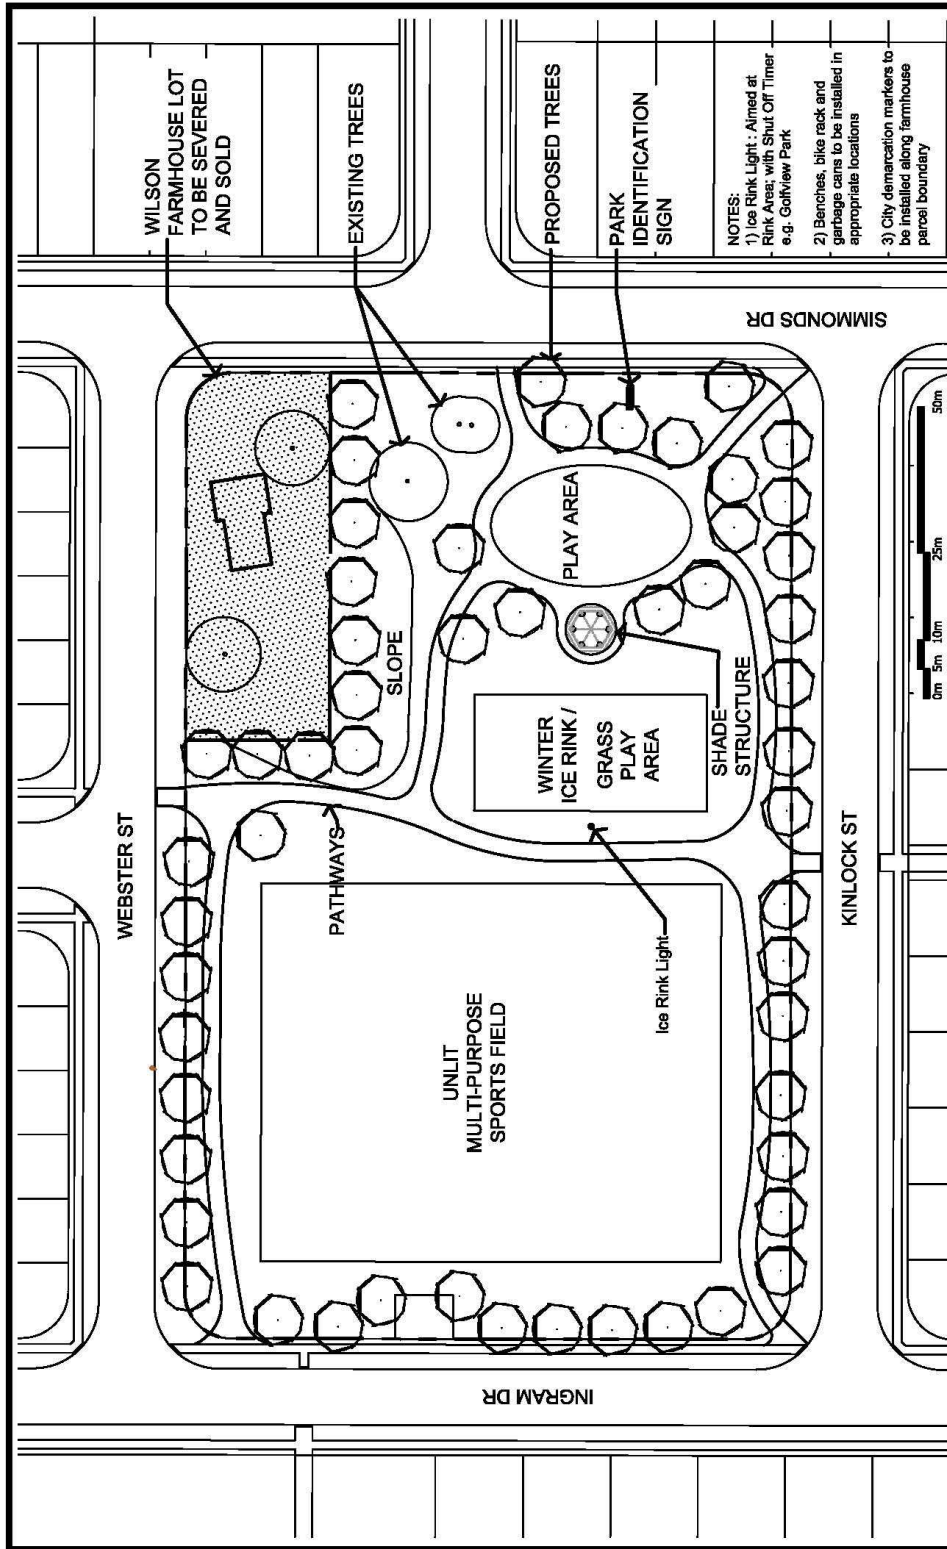 WILSON
FARMHOUSE LOT
TO BE SEVERED
AND SOLD
EXISTING TREES
PROPOSED TREES
PARK
IDENTIFICATION
SIGN
NOTES:
1) Ice Rink Light : Aimed at
Rink Area; with Shut Off Timer
e.g. Golfview Park
2) Benches, bike rack and
garbage cans to be installed in
appropriate locations
3) City demarcation markers to
be installed along farmhouse
parcel boundary
SIMMONDS DR
WEBSTER ST
SLOPE
PLAY AREA
PATHWAYS
WINTER
ICE RINK /
GRASS
PLAY
AREA
SHADE
STRUCTURE
Ice Rink Light
UNLIT
MULTI-PURPOSE
SPORTS FIELD
KINLOCK ST
INGRAM DR
0m 5m 10m 25m 50m